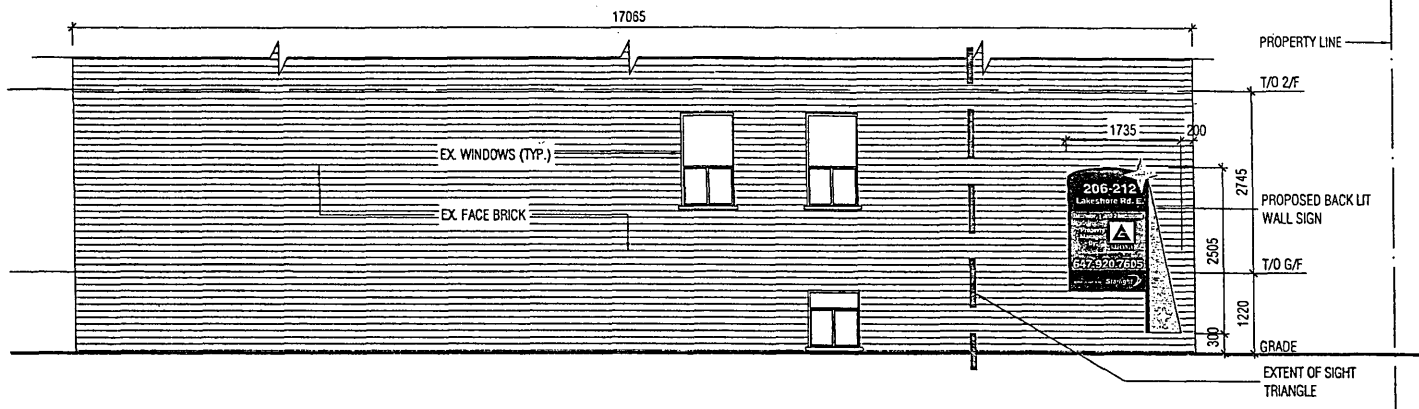 17065
PROPERTY LINE
T/O 2/F
1735
200
EX. WINDOWS (TYP.)
2745
206-212
Lakeshore Rd. E.
PROPOSED BACK LIT
WALL SIGN
EX. FACE BRICK
2505
647-920-7605
T/O G/F
1220
300
GRADE
EXTENT OF SIGHT
TRIANGLE